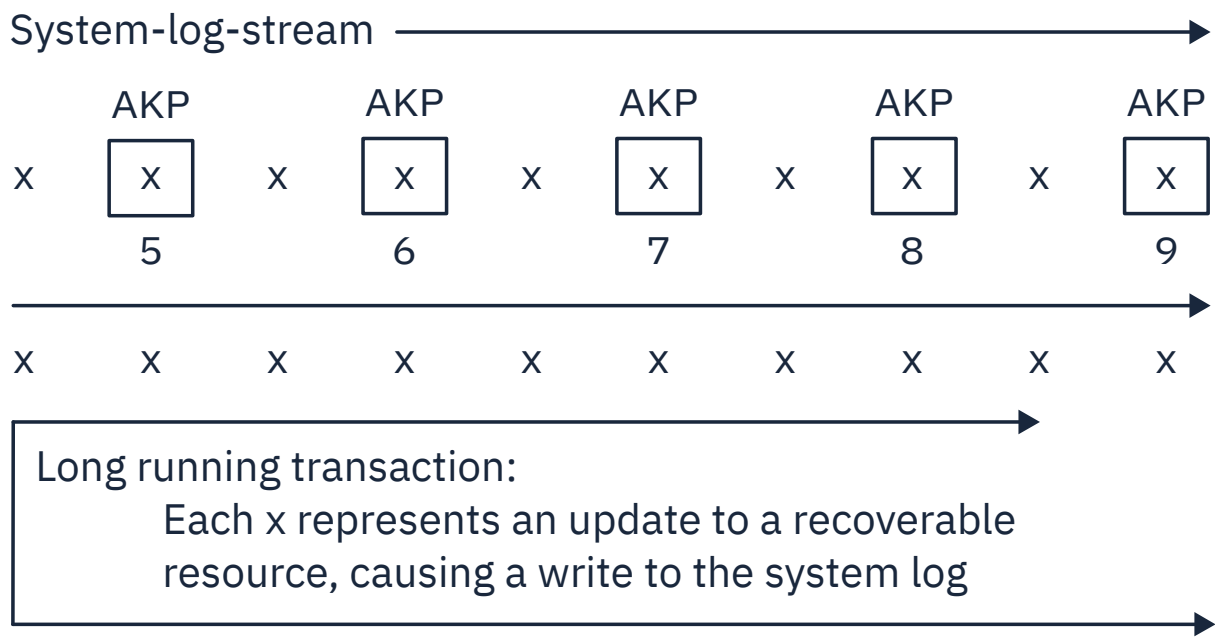 System-log-stream
AKP AKP AKP AKP AKP
x x x x x x x x x x
5 6 7 8 9
x x x x x x x x x x
Long running transaction:
Each x represents an update to a recoverable
resource, causing a write to the system log